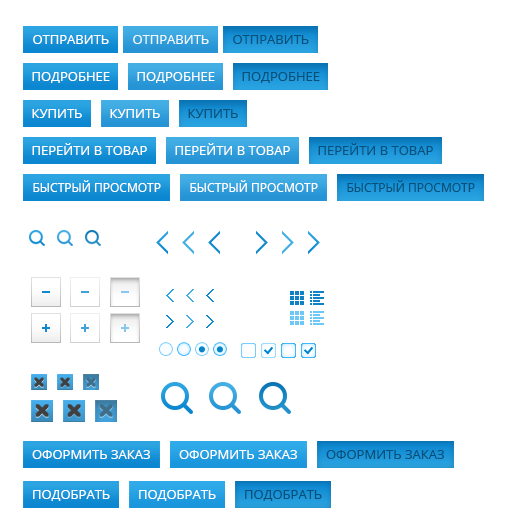 ОТПРАВИТЬ ОТПРАВИТЬ ОТПРАВИТЬ
ПОДРОБНЕЕ ПОДРОБНЕЕ ПОДРОБНЕЕ
КУПИТЬ КУПИТЬ КУПИТЬ
ПЕРЕЙТИ В ТОВАР ПЕРЕЙТИ В ТОВАР ПЕРЕЙТИ В ТОВАР
БЫСТРЫЙ ПРОСМОТР БЫСТРЫЙ ПРОСМОТР БЫСТРЫЙ ПРОСМОТР
ОФОРМИТЬ ЗАКАЗ ОФОРМИТЬ ЗАКАЗ ОФОРМИТЬ ЗАКАЗ
ПОДОБРАТЬ ПОДОБРАТЬ ПОДОБРАТЬ